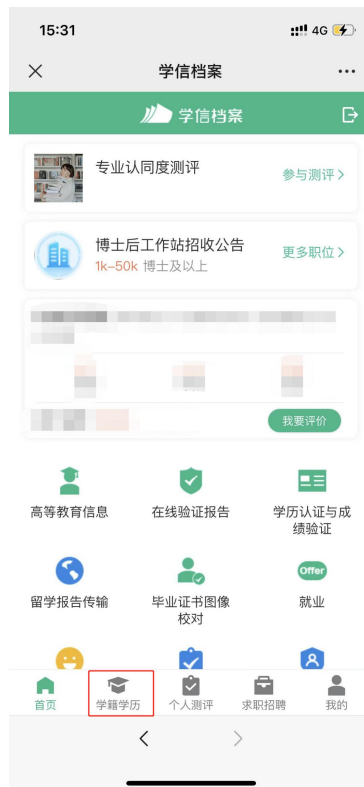 15:31
4G
学信档案
学信档案
专业认同度测评
参与测评
博士后工作站招收公告
更多职位
1k–50k 博士及以上
我要评价
高等教育信息
在线验证报告
学历认证与成
绩验证
Offer
留学报告传输
毕业证书图像
校对
就业
首页
学籍学历
个人测评
求职招聘
我的